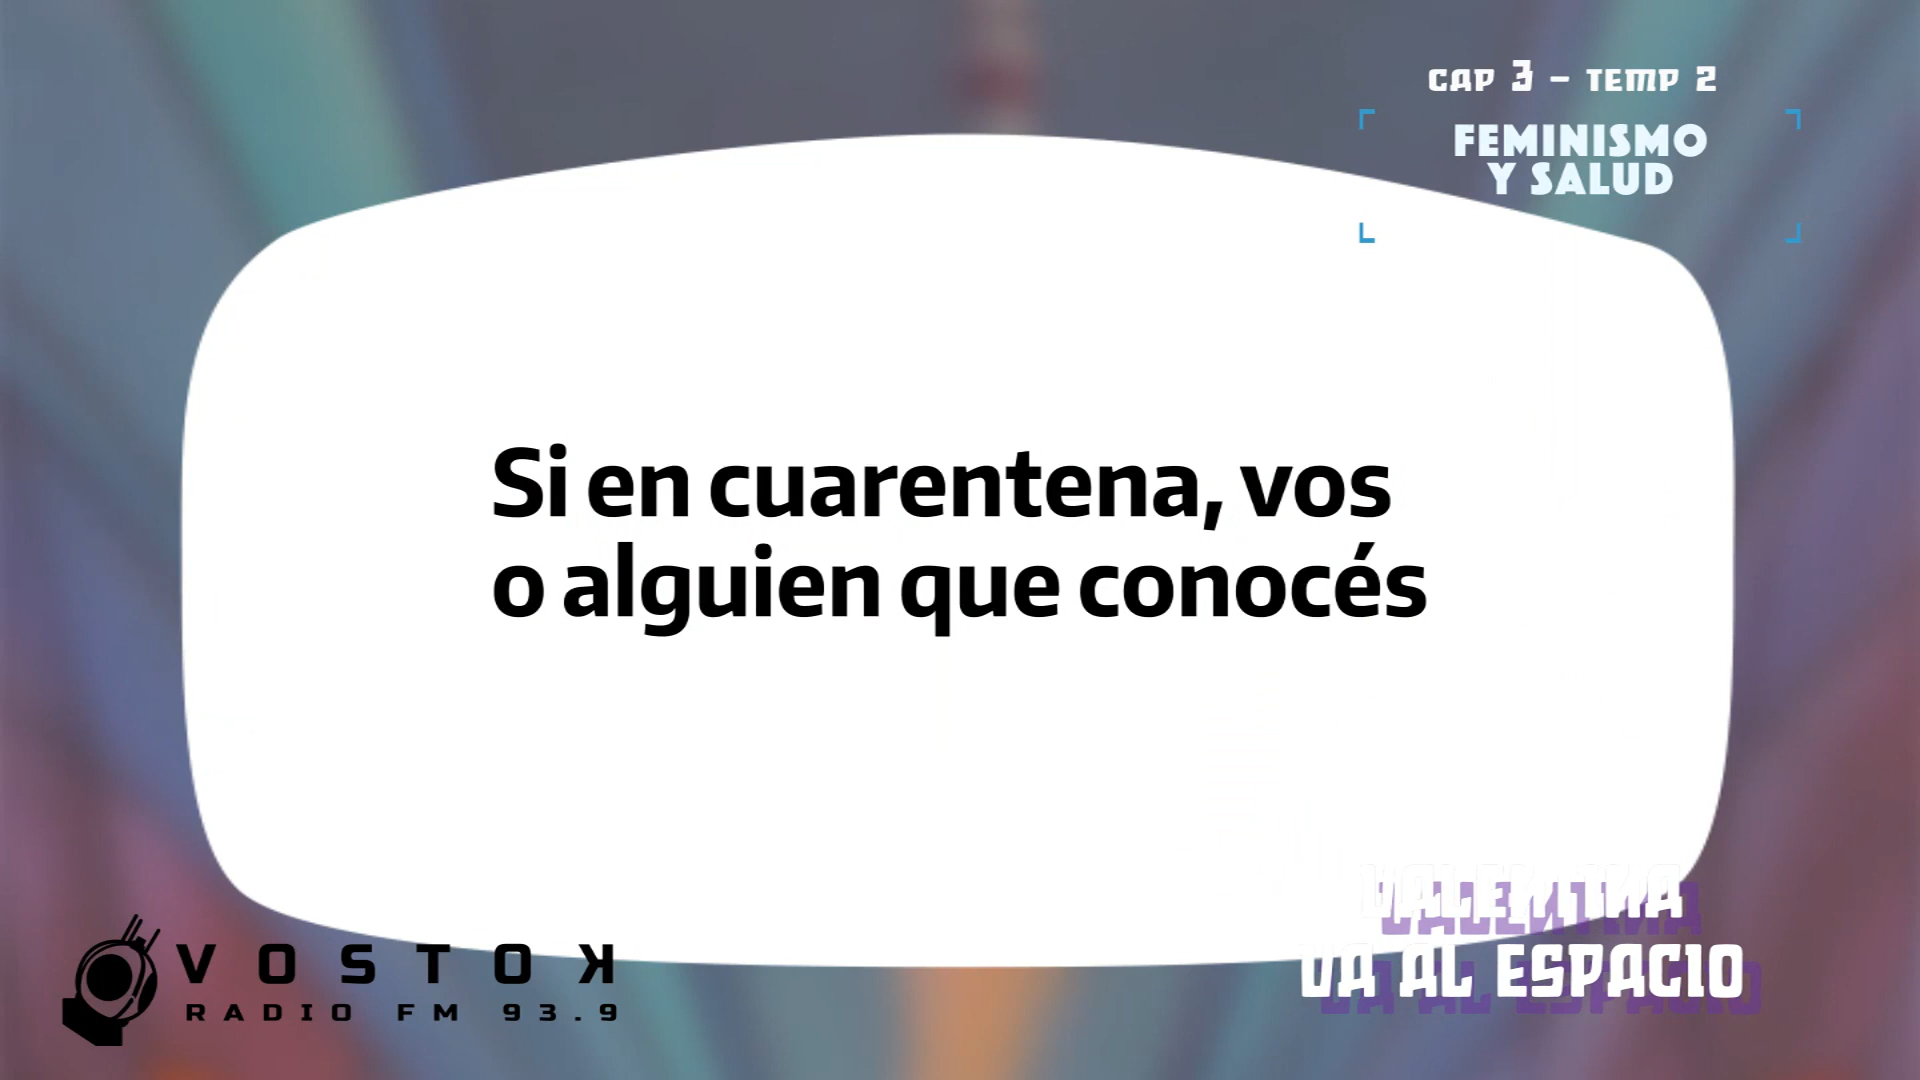 CAP 3 - TEMP 2
FEMINISMO
Y SALUD
Si en cuarentena, vos
o alguien que conocés
VALENTINA
VA AL ESPACIO
VOSTOK
RADIO FM 93.9